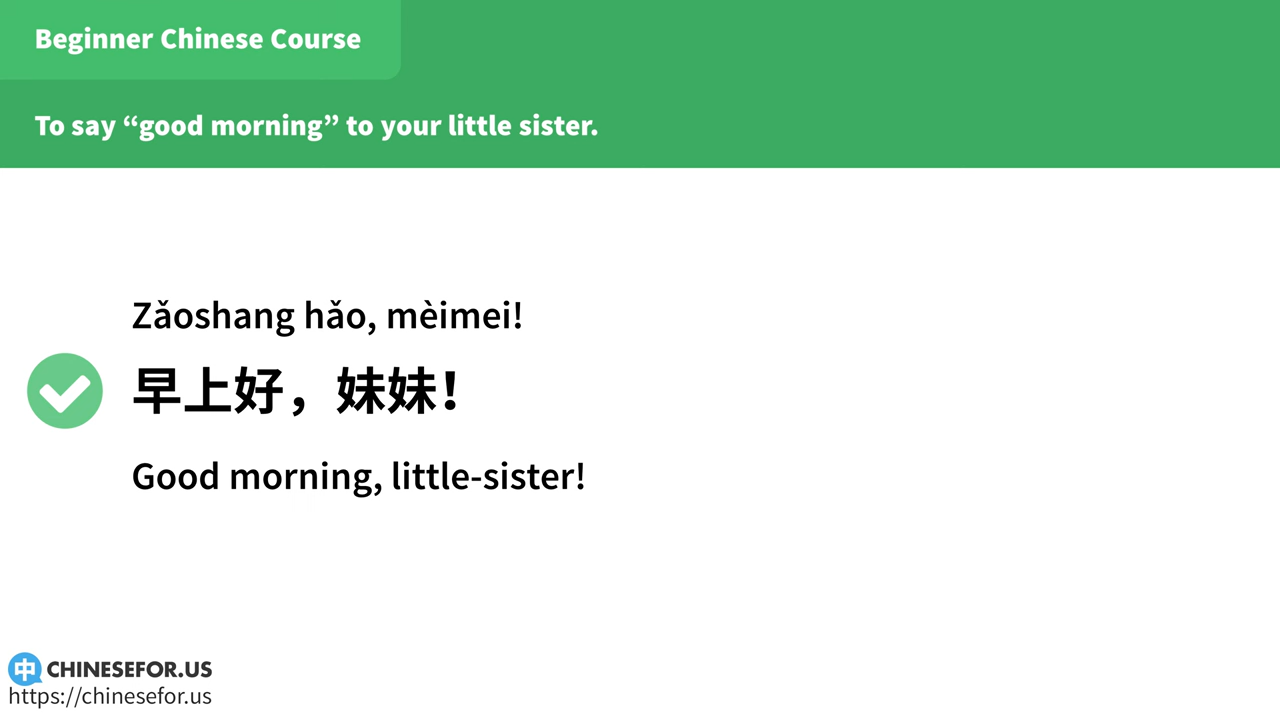 Beginner Chinese Course
To say “good morning” to your little sister.
Zǎoshang hǎo, mèimei!
早上好，妹妹！
Good morning, little-sister!
中 CHINESEFOR.US
https://chinesefor.us